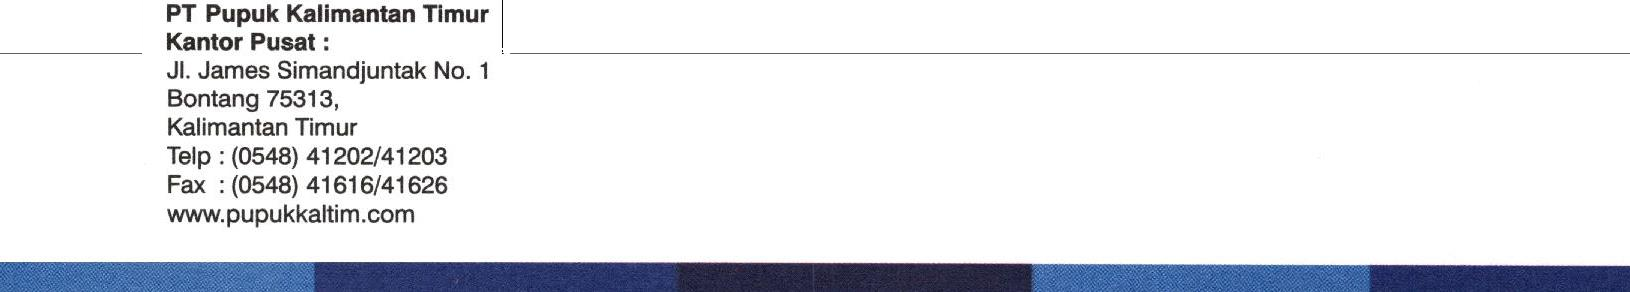 PT Pupuk Kalimantan Timur
Kantor Pusat :
Jl. James Simandjuntak No. 1
Bontang 75313,
Kalimantan Timur
Telp : (0548) 41202/41203
Fax : (0548) 41616/41626
www.pupukkaltim.com